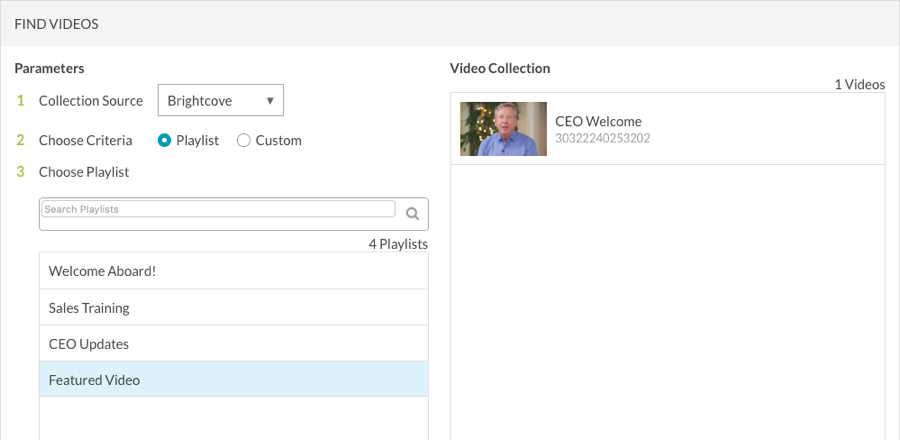 FIND VIDEOS
Parameters
1 Collection Source Brightcove
2 Choose Criteria Playlist Custom
3 Choose Playlist
Search Playlists
4 Playlists
Welcome Aboard!
Sales Training
CEO Updates
Featured Video
Video Collection
1 Videos
CEO Welcome
30322240253202